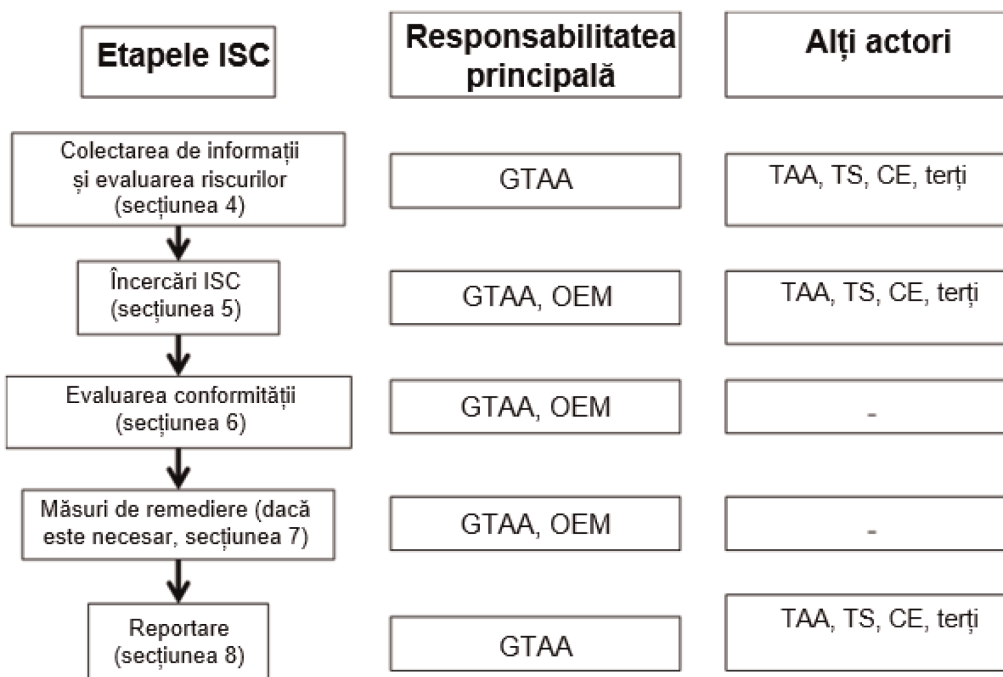 Etapele ISC
Responsabilitatea
principală
Alți actori
Colectarea de informații
și evaluarea riscurilor
(secțiunea 4)
GTAA
TAA, TS, CE, terți
Încercări ISC
(secțiunea 5)
GTAA, OEM
TAA, TS, CE, terți
Evaluarea conformității
(secțiunea 6)
GTAA, OEM
-
Măsuri de remediere (dacă
este necesar, secțiunea 7)
GTAA, OEM
-
Reportare
(secțiunea 8)
GTAA
TAA, TS, CE, terți